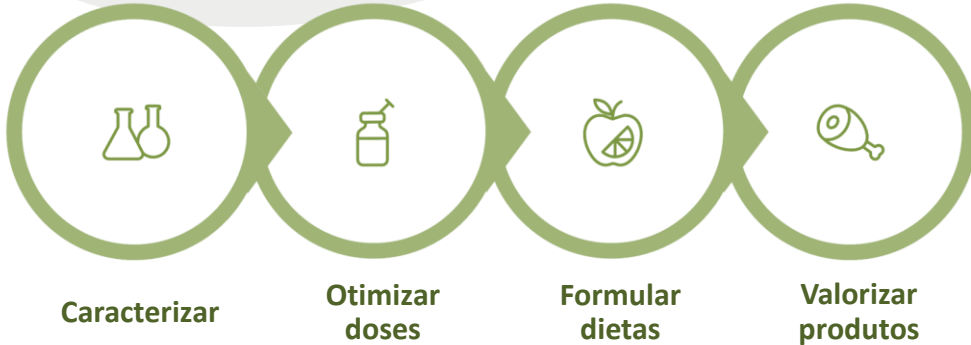 Caracterizar
Otimizar
doses
Formular
dietas
Valorizar
produtos